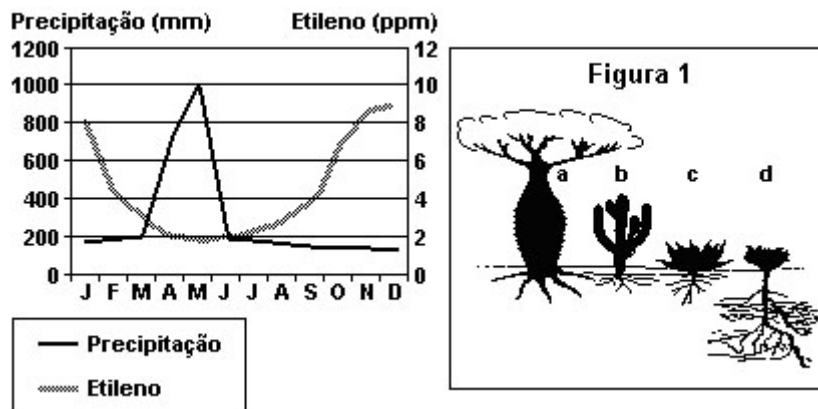 Precipitação (mm) Etileno (ppm)
1200 12
1000 10
800 8
600 6
400 4
200 2
0 0
J F M A M J J A S O N D
Precipitação
Etileno
Figura 1
a b c d